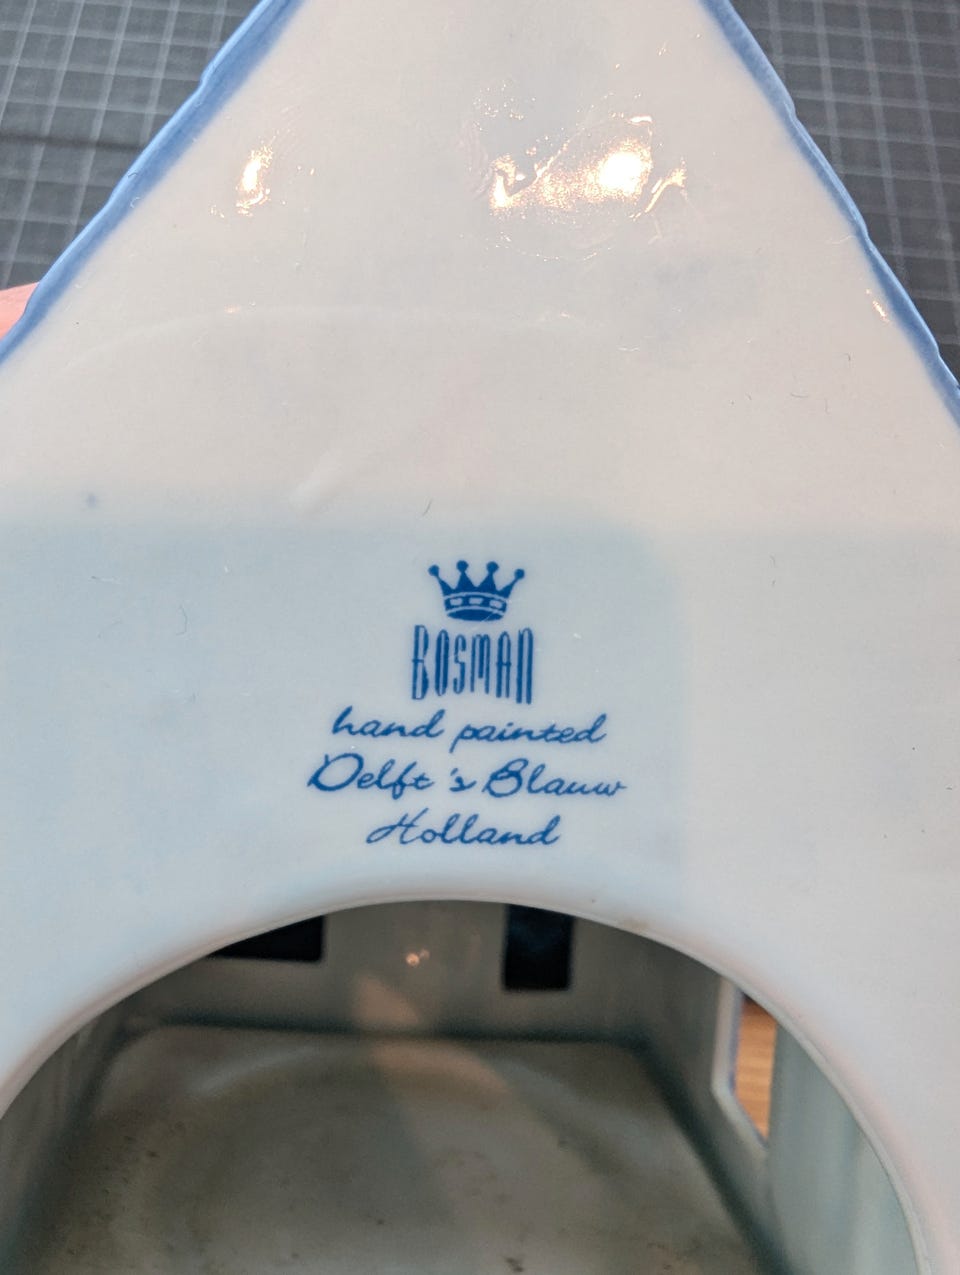 BOSMAN
hand painted
Delft 's Blauw
Holland